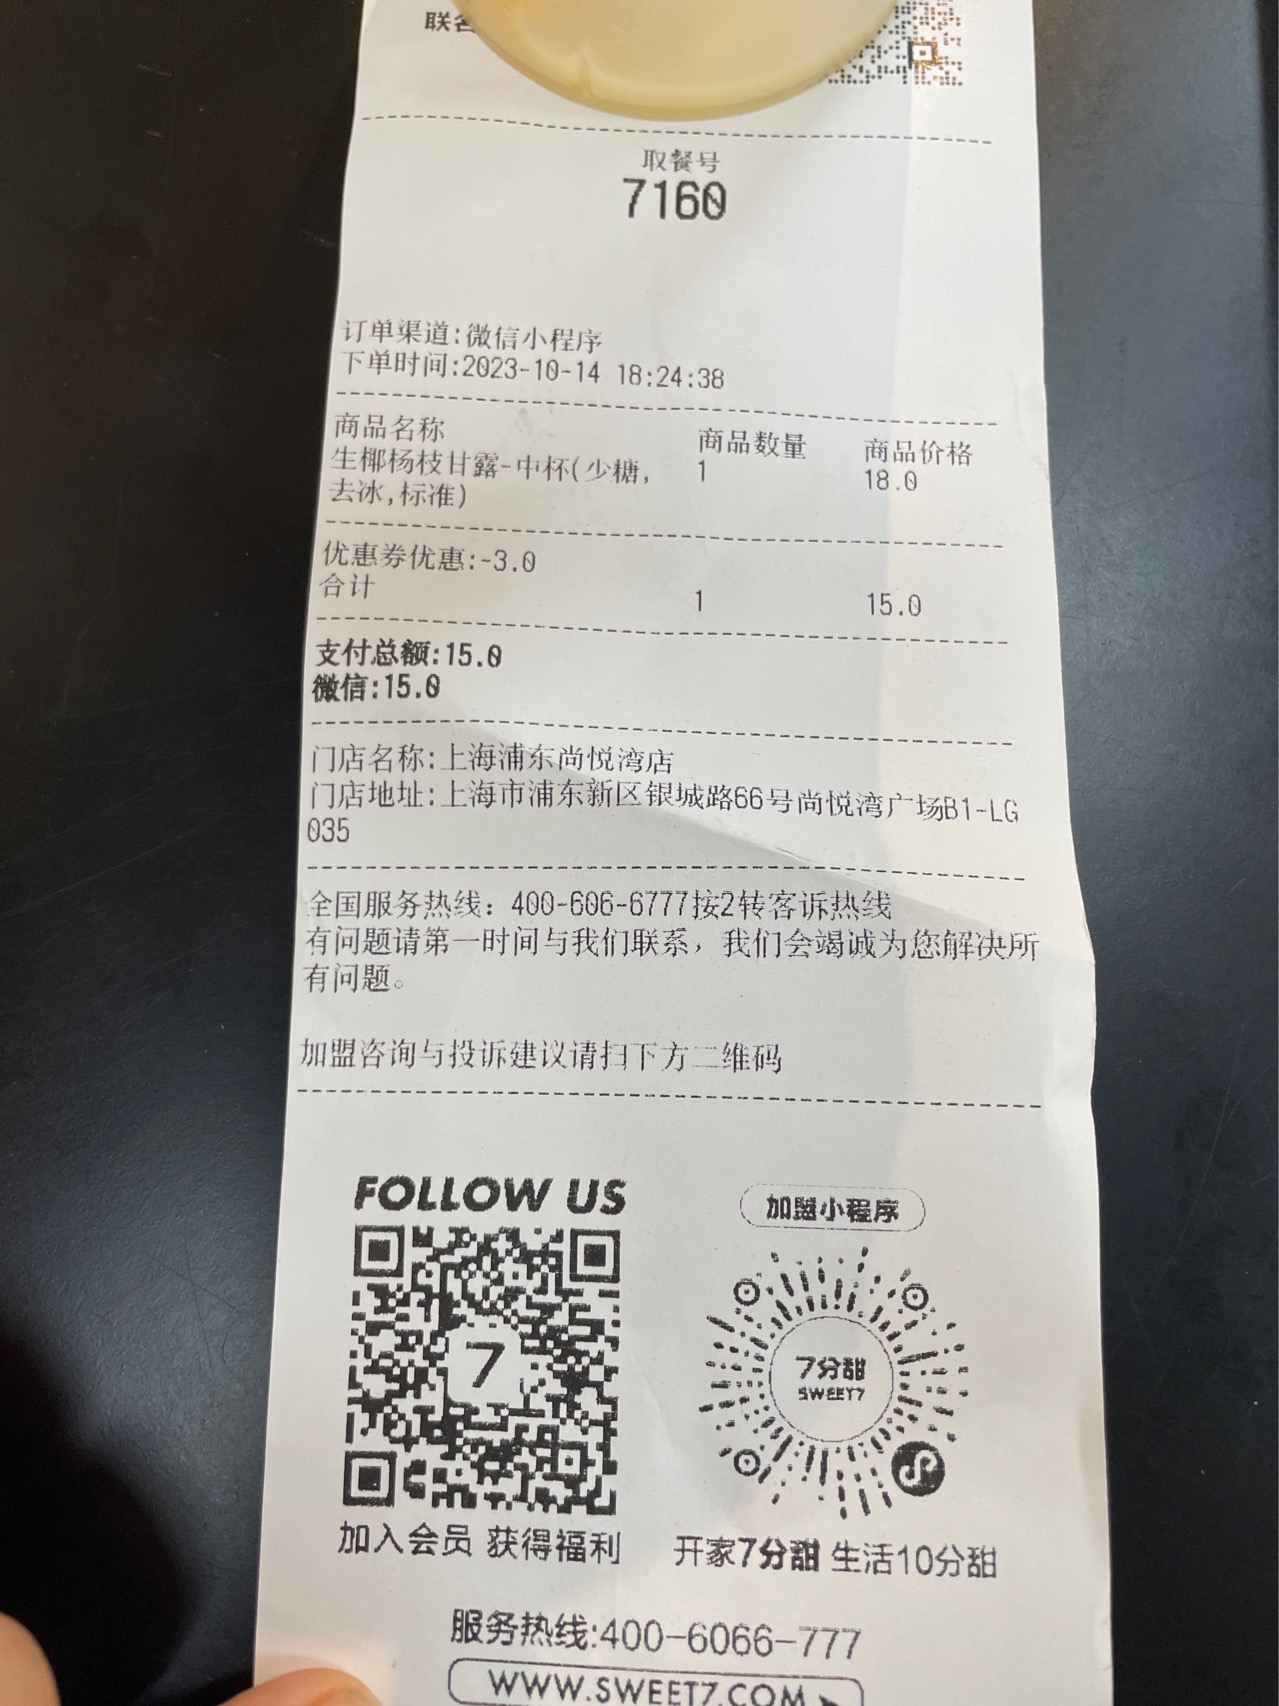 联名
取餐号
7160
订单渠道:微信小程序
下单时间:2023-10-14 18:24:38
商品名称 商品数量 商品价格
生椰杨枝甘露-中杯(少糖, 1 18.0
去冰,标准)
优惠券优惠:-3.0
合计 1 15.0
支付总额:15.0
微信:15.0
门店名称:上海浦东尚悦湾店
门店地址:上海市浦东新区银城路66号尚悦湾广场B1-LG
035
全国服务热线：400-606-6777按2转客诉热线
有问题请第一时间与我们联系，我们会竭诚为您解决所
有问题。
加盟咨询与投诉建议请扫下方二维码
FOLLOW US
加盟小程序
7
7分甜
SWEET7
加入会员 获得福利
开家7分甜 生活10分甜
服务热线:400-6066-777
WWW.SWEET7.COM